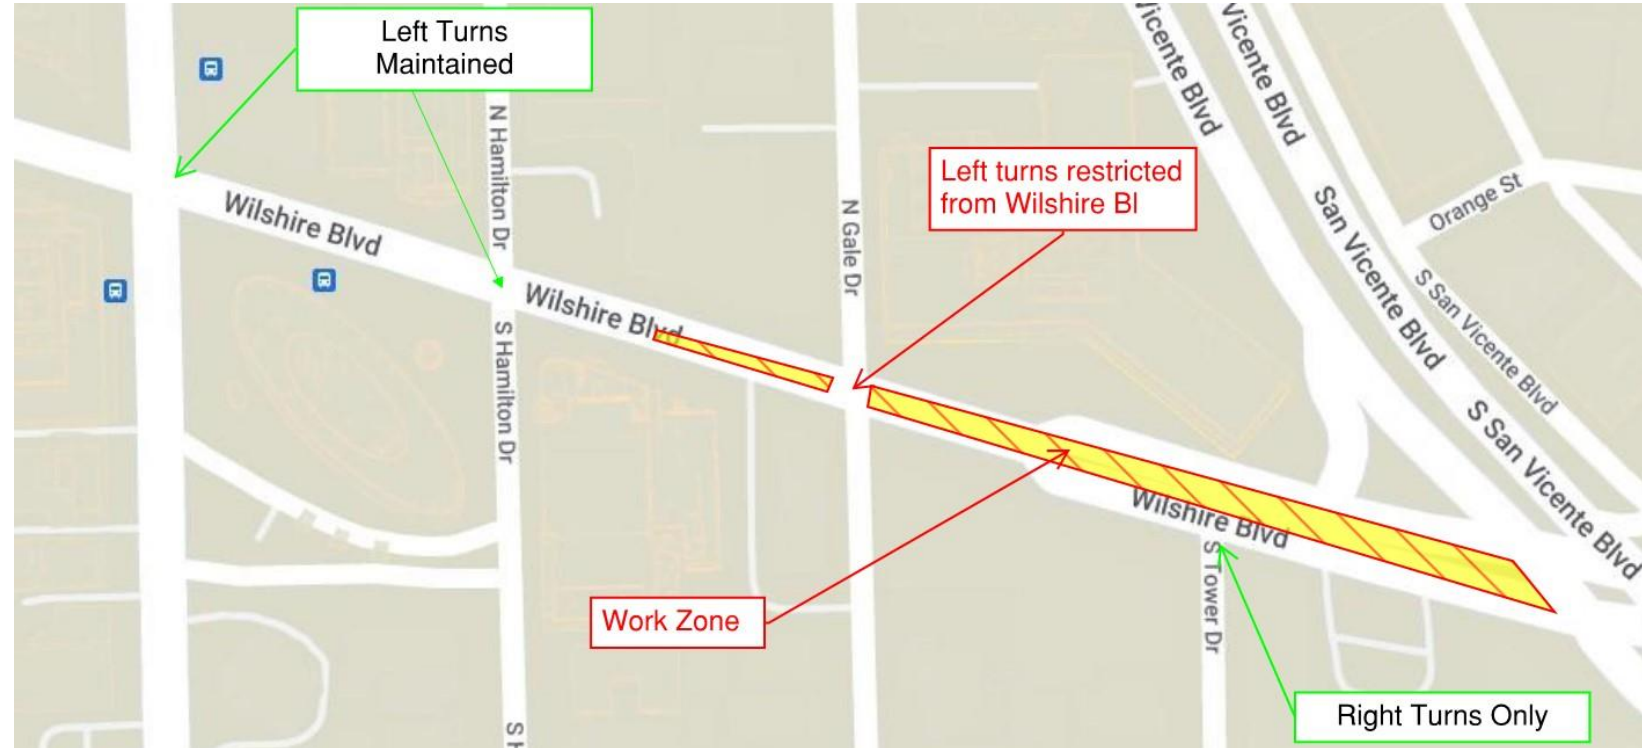 Left Turns
Maintained
Vicente Blvd
Vicente Blvd
N Hamilton Dr
Left turns restricted
from Wilshire Bl
Orange St
Wilshire Blvd
N Gale Dr
San Vicente Blvd
S San Vicente Blvd
Wilshire Blvd
S Hamilton Dr
S San Vicente Blvd
Wilshire Blvd
S Tower Dr
Work Zone
Right Turns Only
S H